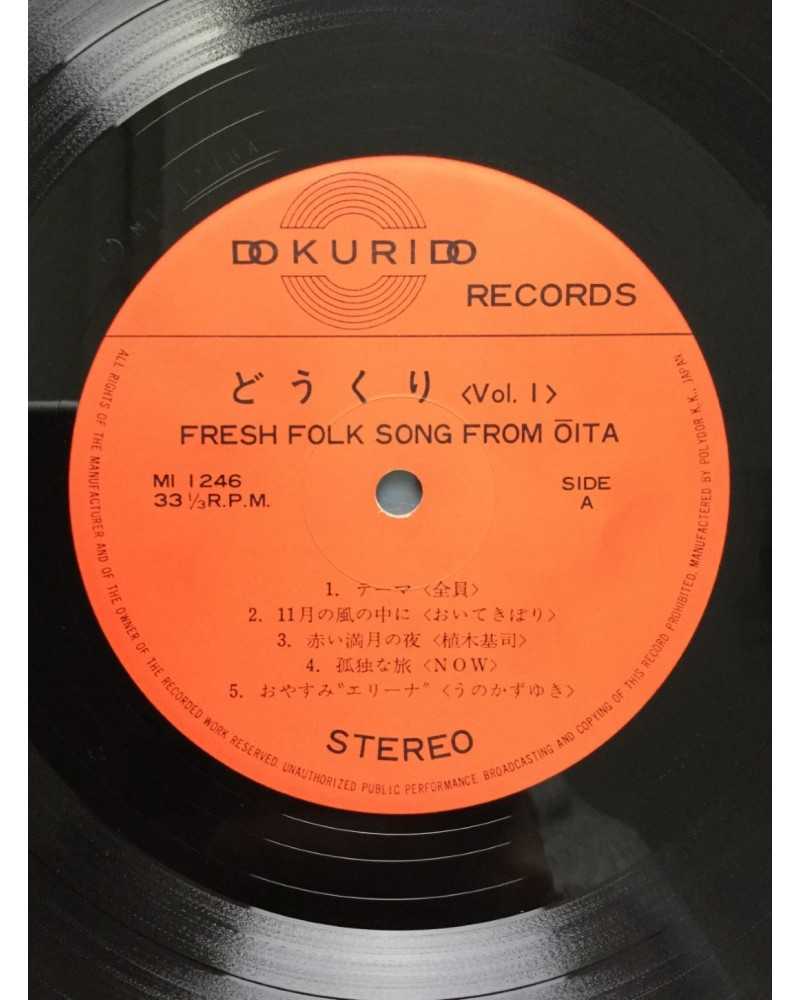 DOKURIDO
RECORDS
どうくり <Vol. 1>
FRESH FOLK SONG FROM ŌITA
MI 1246
33 ⅓ R.P.M.
SIDE
A
1. テーマ〈全員〉
2. 11月の風の中に〈おいてきぼり〉
3. 赤い満月の夜〈植木基司〉
4. 孤独な旅〈NOW〉
5. おやすみ"エリーナ"〈うのかずゆき〉
STEREO
ALL RIGHTS OF THE MANUFACTURER AND OF THE OWNER OF THE RECORDED WORK RESERVED. UNAUTHORIZED PUBLIC PERFORMANCE. BROADCASTING AND COPYING OF THIS RECORD PROHIBITED. MANUFACTERED BY POLYDOR K.K., JAPAN